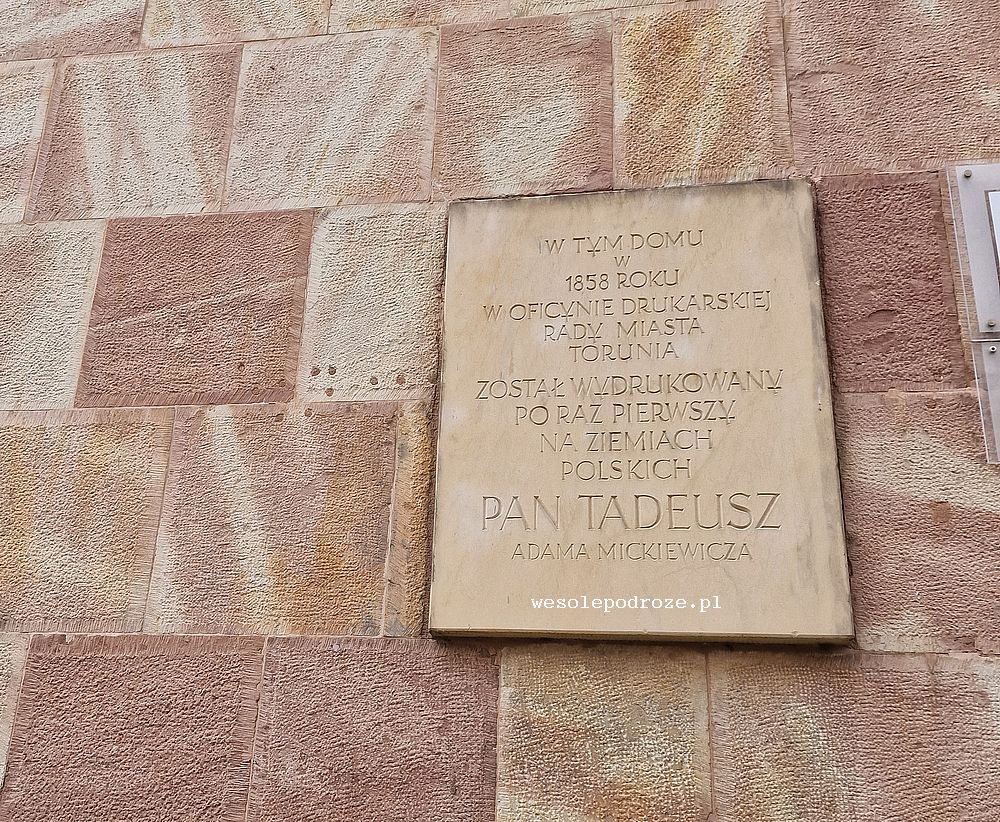 W TYM DOMU
W
1858 ROKU
W OFICYNIE DRUKARSKIEJ
RADY MIASTA
TORUNIA
ZOSTAŁ WYDRUKOWANY
PO RAZ PIERWSZY
NA ZIEMIACH
POLSKICH
PAN TADEUSZ
ADAMA MICKIEWICZA
wesolepodroze.pl